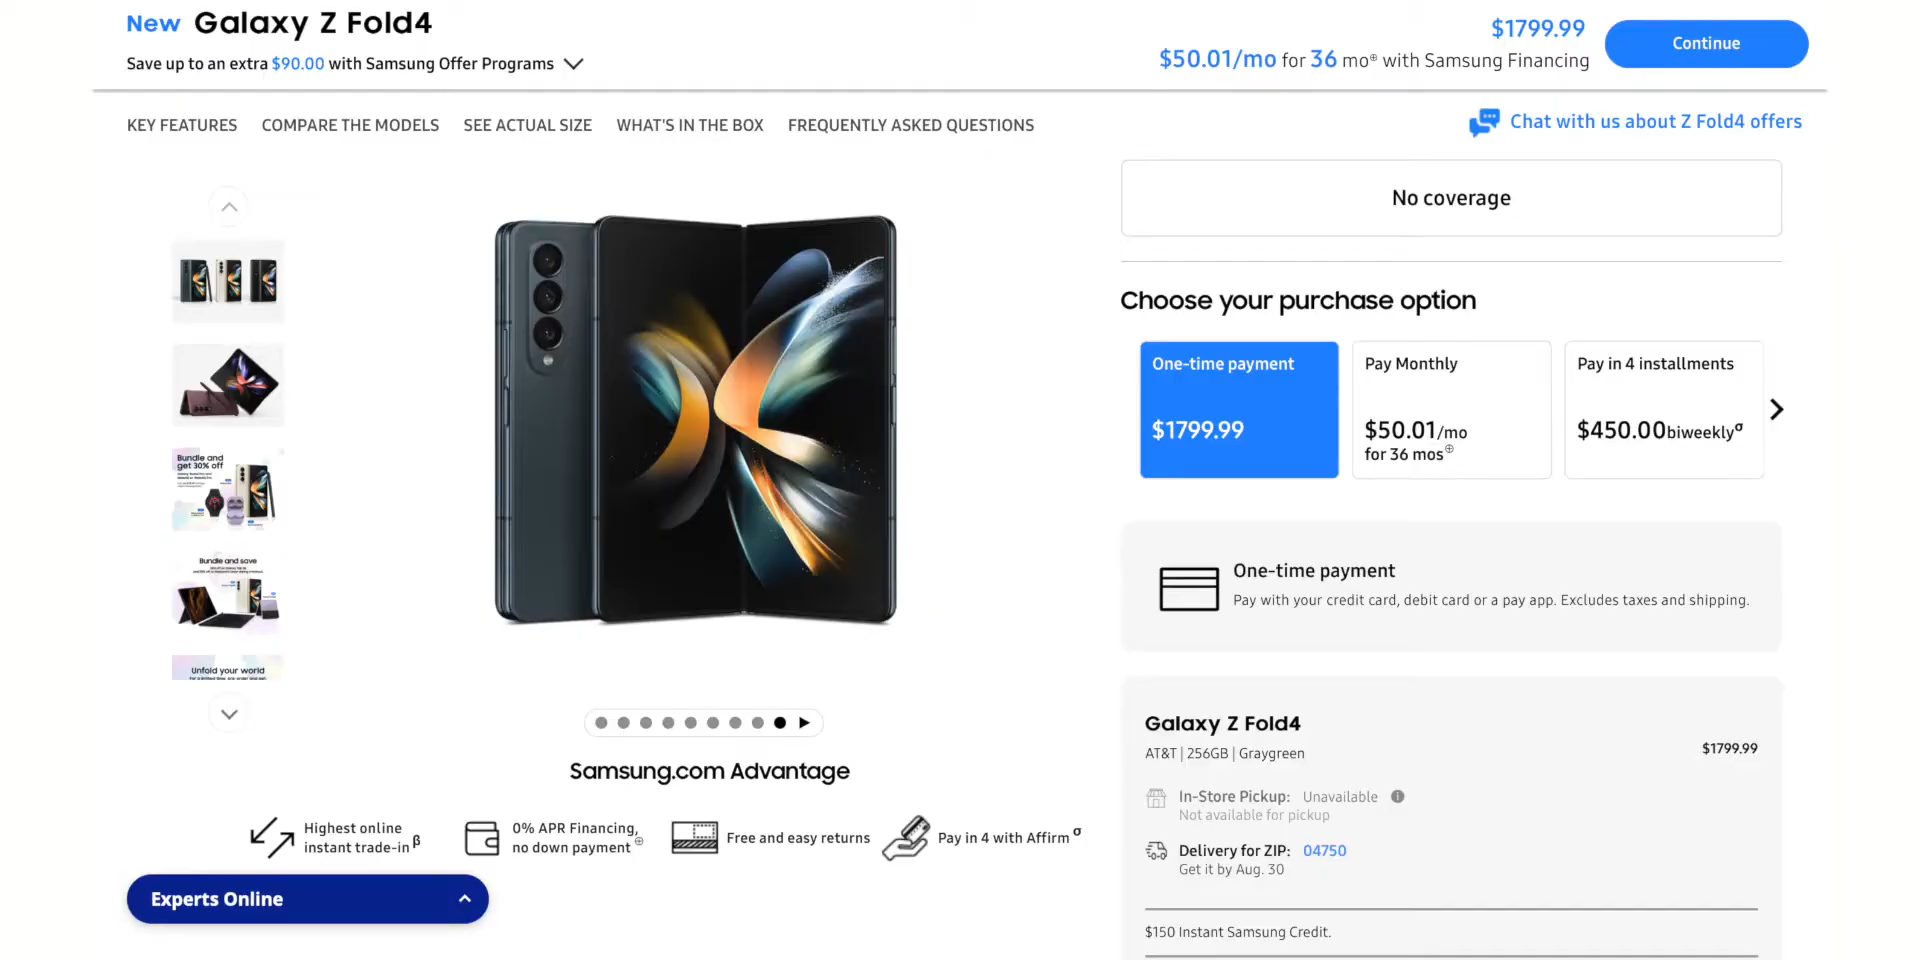 New Galaxy Z Fold4
Save up to an extra $90.00 with Samsung Offer Programs
$1799.99
$50.01/mo for 36 mo⊕ with Samsung Financing
Continue
KEY FEATURES
COMPARE THE MODELS
SEE ACTUAL SIZE
WHAT'S IN THE BOX
FREQUENTLY ASKED QUESTIONS
Chat with us about Z Fold4 offers
Bundle and
get 30% off
Bundle and save
Unfold your world
Samsung.com Advantage
Highest online
instant trade-in β
0% APR Financing,
no down payment ⊕
Free and easy returns
Pay in 4 with Affirm σ
Experts Online
No coverage
Choose your purchase option
One-time payment
$1799.99
Pay Monthly
$50.01/mo
for 36 mos⊕
Pay in 4 installments
$450.00biweeklyσ
One-time payment
Pay with your credit card, debit card or a pay app. Excludes taxes and shipping.
Galaxy Z Fold4
AT&T | 256GB | Graygreen
$1799.99
In-Store Pickup: Unavailable
Not available for pickup
Delivery for ZIP: 04750
Get it by Aug. 30
$150 Instant Samsung Credit.